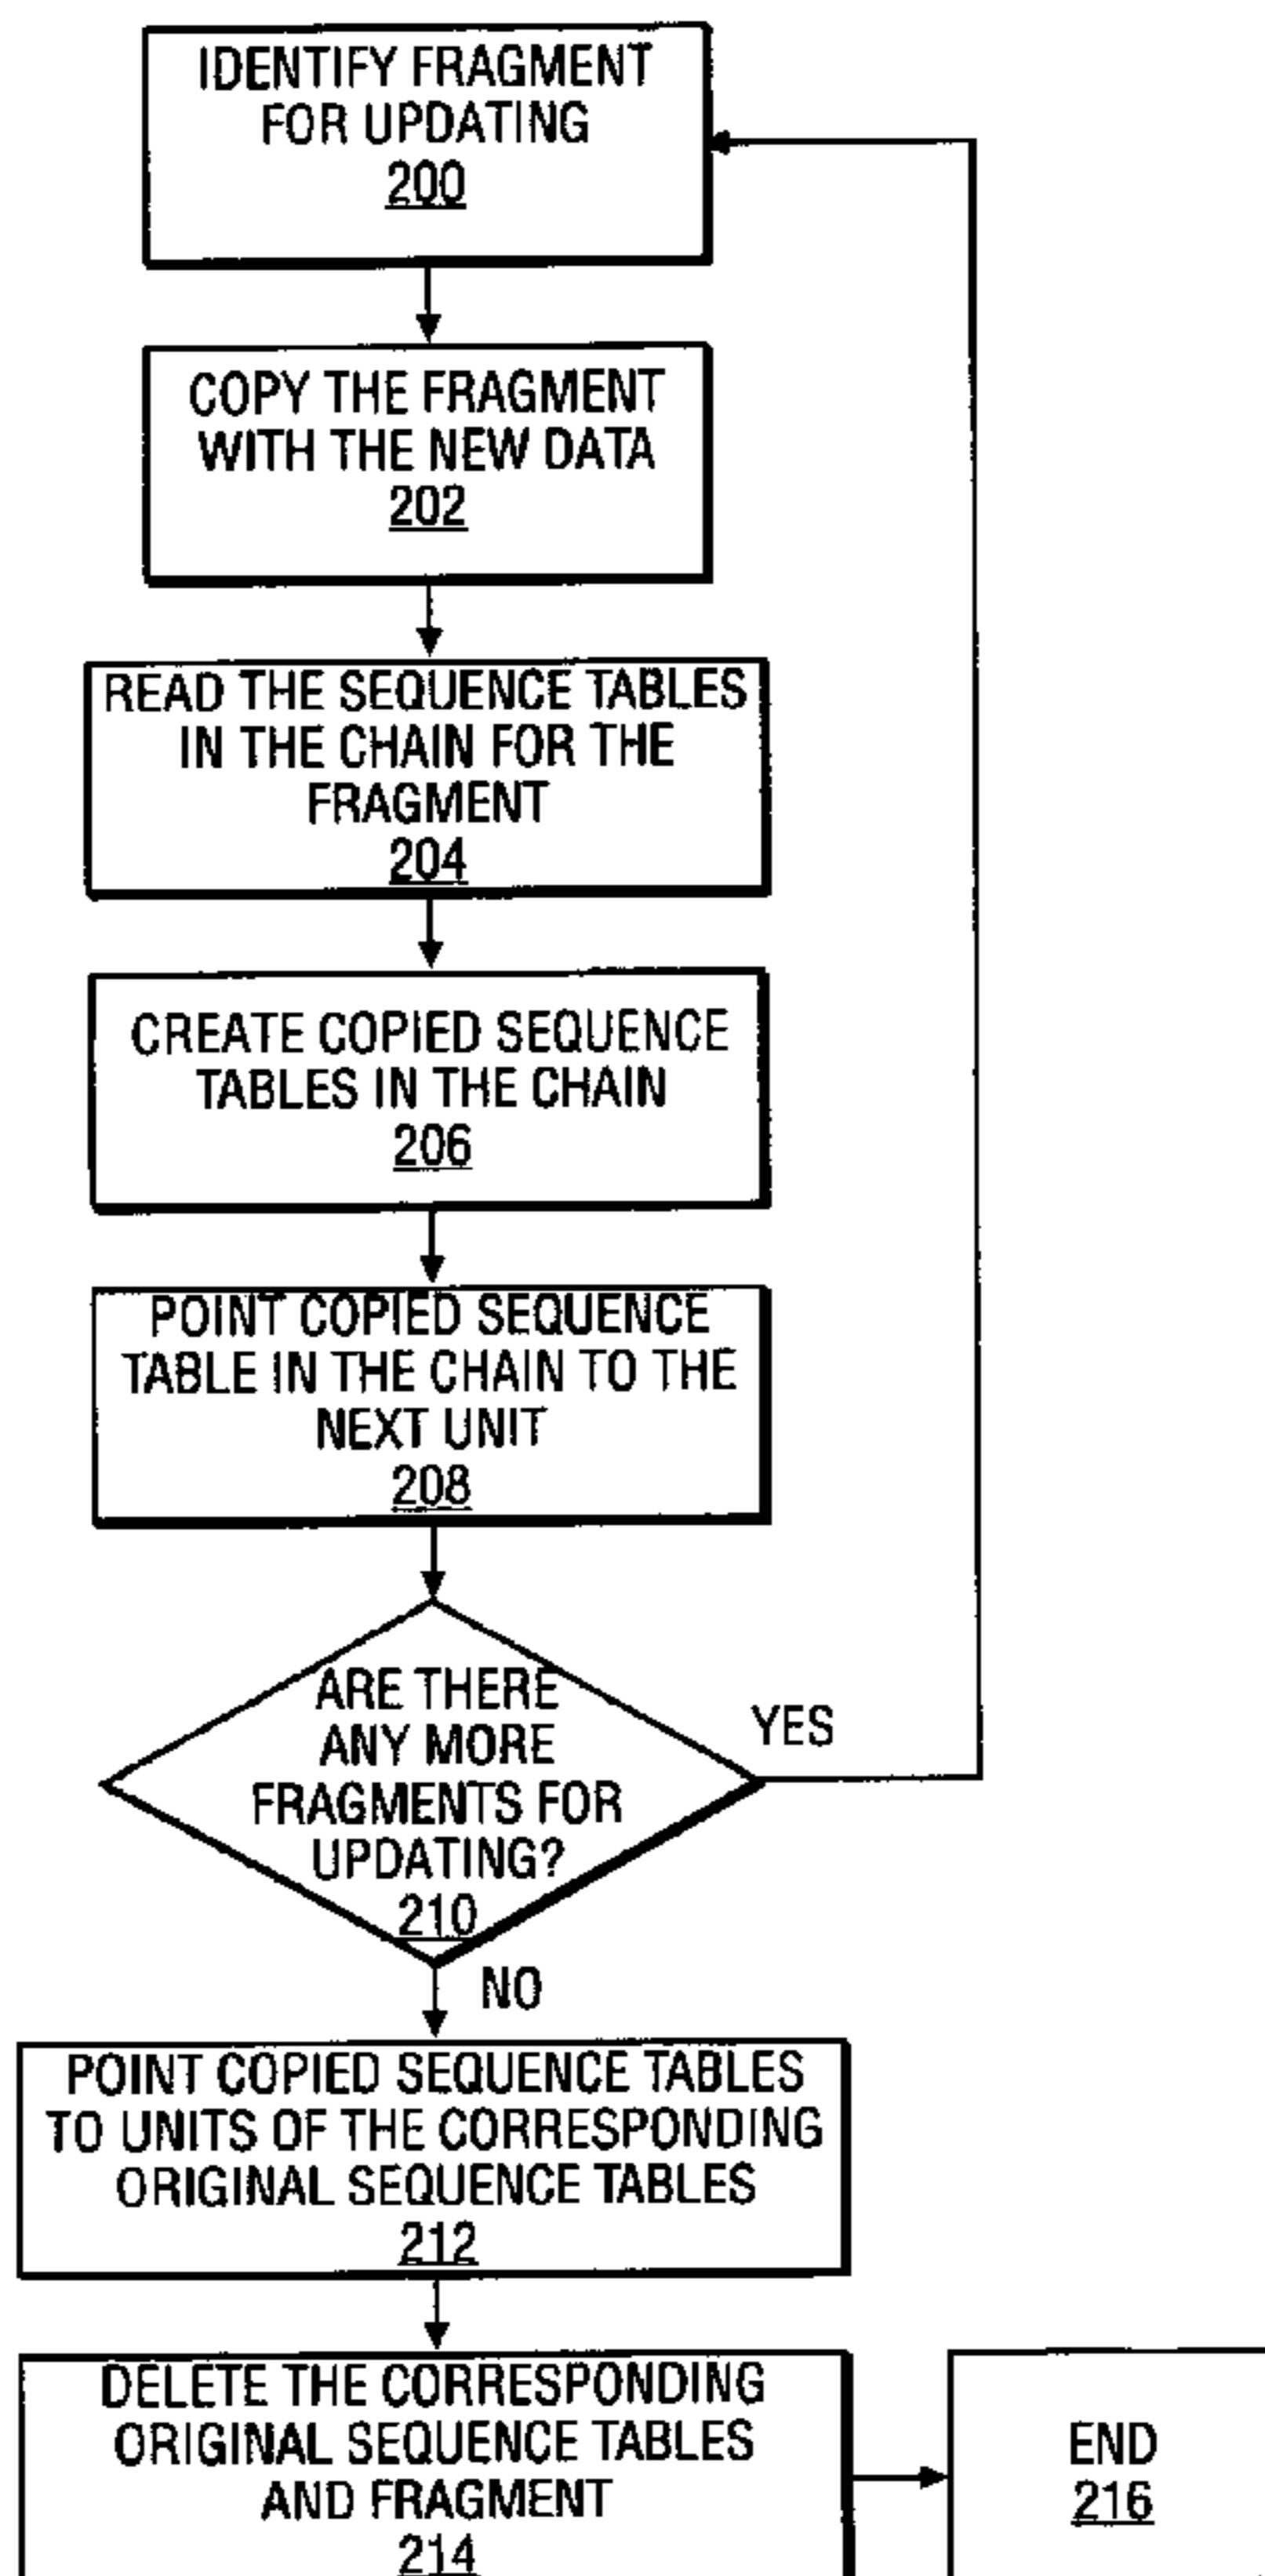 IDENTIFY FRAGMENT
FOR UPDATING
200
COPY THE FRAGMENT
WITH THE NEW DATA
202
READ THE SEQUENCE TABLES
IN THE CHAIN FOR THE
FRAGMENT
204
CREATE COPIED SEQUENCE
TABLES IN THE CHAIN
206
POINT COPIED SEQUENCE
TABLE IN THE CHAIN TO THE
NEXT UNIT
208
ARE THERE
ANY MORE
FRAGMENTS FOR
UPDATING?
210
YES
NO
POINT COPIED SEQUENCE TABLES
TO UNITS OF THE CORRESPONDING
ORIGINAL SEQUENCE TABLES
212
DELETE THE CORRESPONDING
ORIGINAL SEQUENCE TABLES
AND FRAGMENT
214
END
216